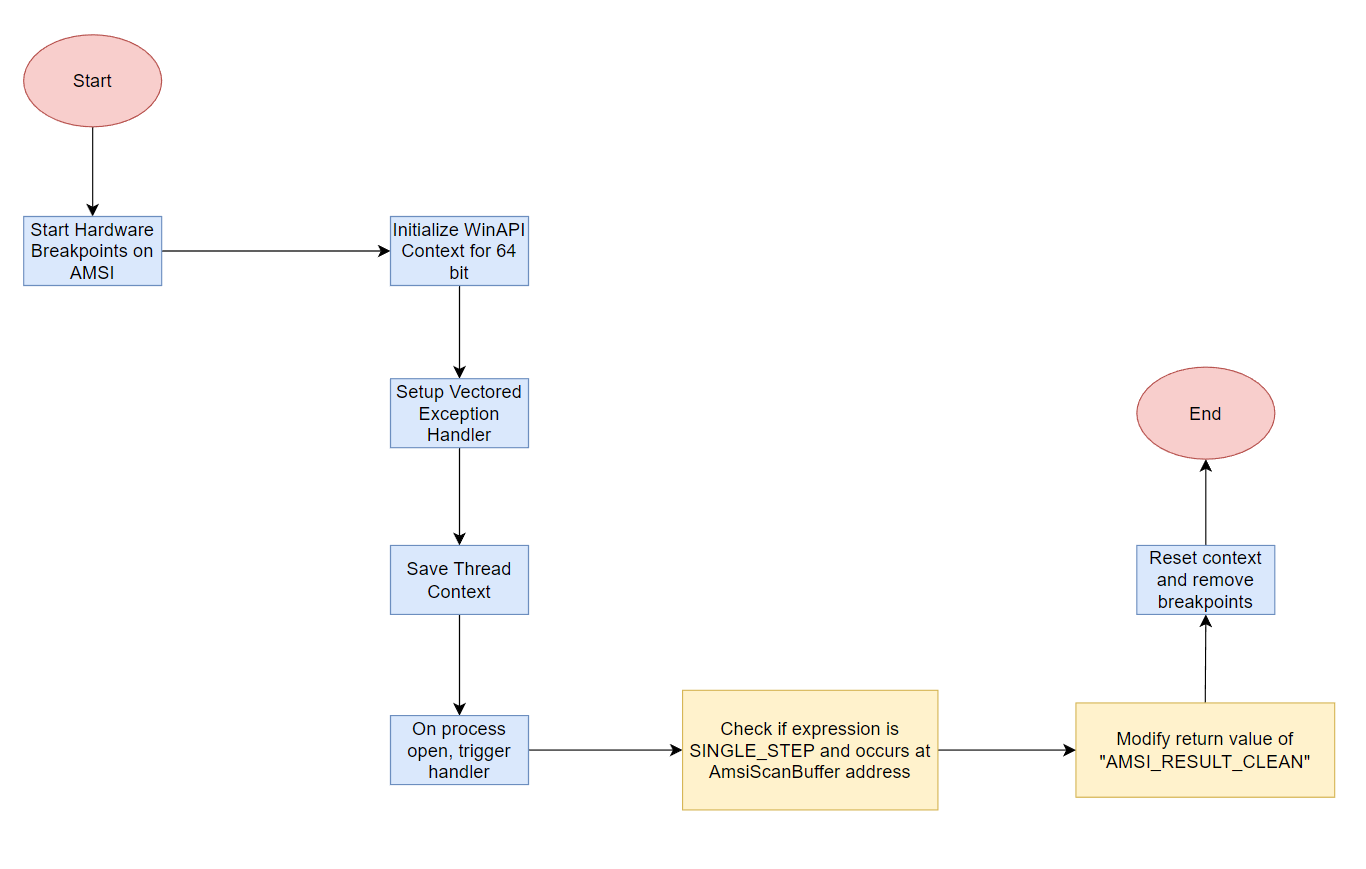 Start
Start Hardware
Breakpoints on
AMSI
Initialize WinAPI
Context for 64
bit
Setup Vectored
Exception
Handler
Save Thread
Context
On process
open, trigger
handler
Check if expression is
SINGLE_STEP and occurs at
AmsiScanBuffer address
Modify return value of
"AMSI_RESULT_CLEAN"
Reset context
and remove
breakpoints
End